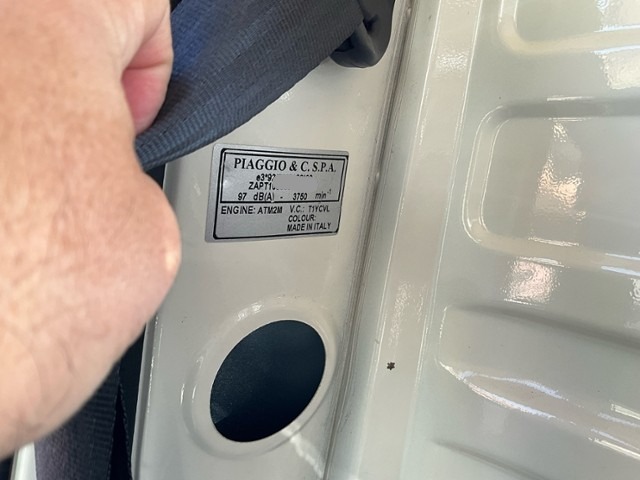 PIAGGIO & C. S.P.A.
97 dB(A) - 3750 min⁻¹
ENGINE: ATM2M V.C.: T1YCVL
COLOUR:
MADE IN ITALY